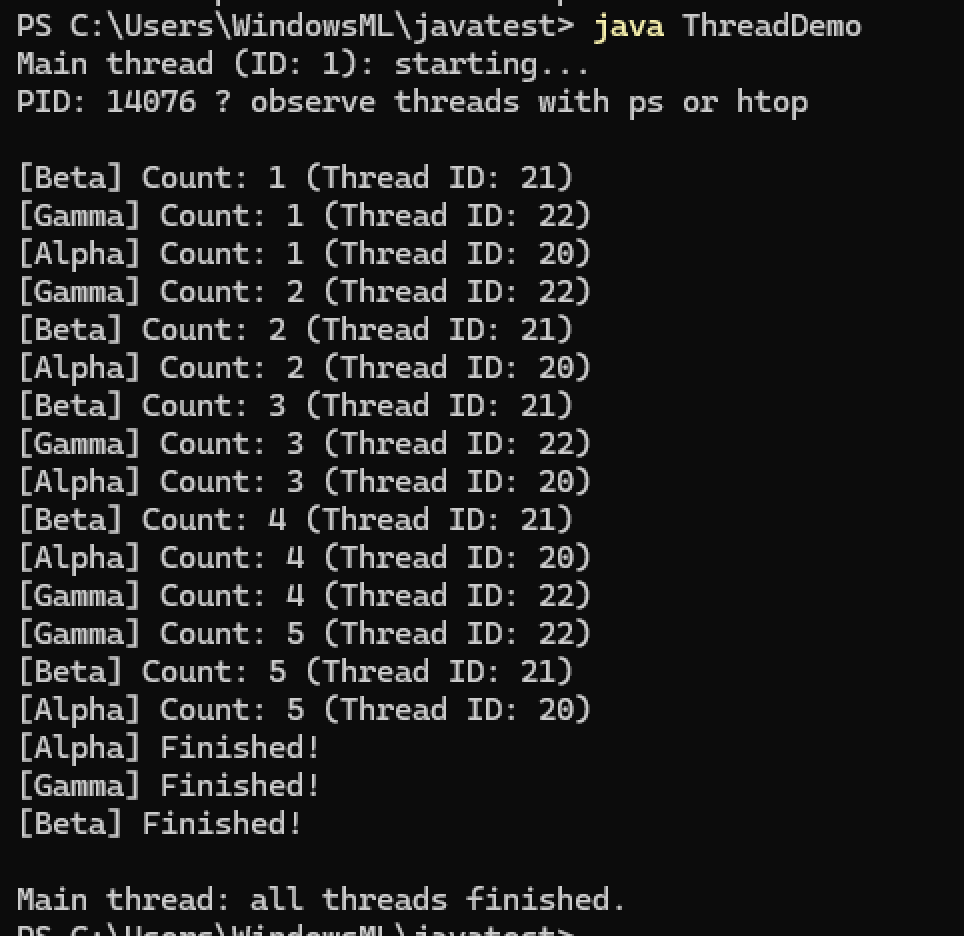 PS C:\Users\WindowsML\javatest> java ThreadDemo
Main thread (ID: 1): starting...
PID: 14076 ? observe threads with ps or htop
[Beta] Count: 1 (Thread ID: 21)
[Gamma] Count: 1 (Thread ID: 22)
[Alpha] Count: 1 (Thread ID: 20)
[Gamma] Count: 2 (Thread ID: 22)
[Beta] Count: 2 (Thread ID: 21)
[Alpha] Count: 2 (Thread ID: 20)
[Beta] Count: 3 (Thread ID: 21)
[Gamma] Count: 3 (Thread ID: 22)
[Alpha] Count: 3 (Thread ID: 20)
[Beta] Count: 4 (Thread ID: 21)
[Alpha] Count: 4 (Thread ID: 20)
[Gamma] Count: 4 (Thread ID: 22)
[Gamma] Count: 5 (Thread ID: 22)
[Beta] Count: 5 (Thread ID: 21)
[Alpha] Count: 5 (Thread ID: 20)
[Alpha] Finished!
[Gamma] Finished!
[Beta] Finished!
Main thread: all threads finished.
PS C:\Users\WindowsML\javatest>